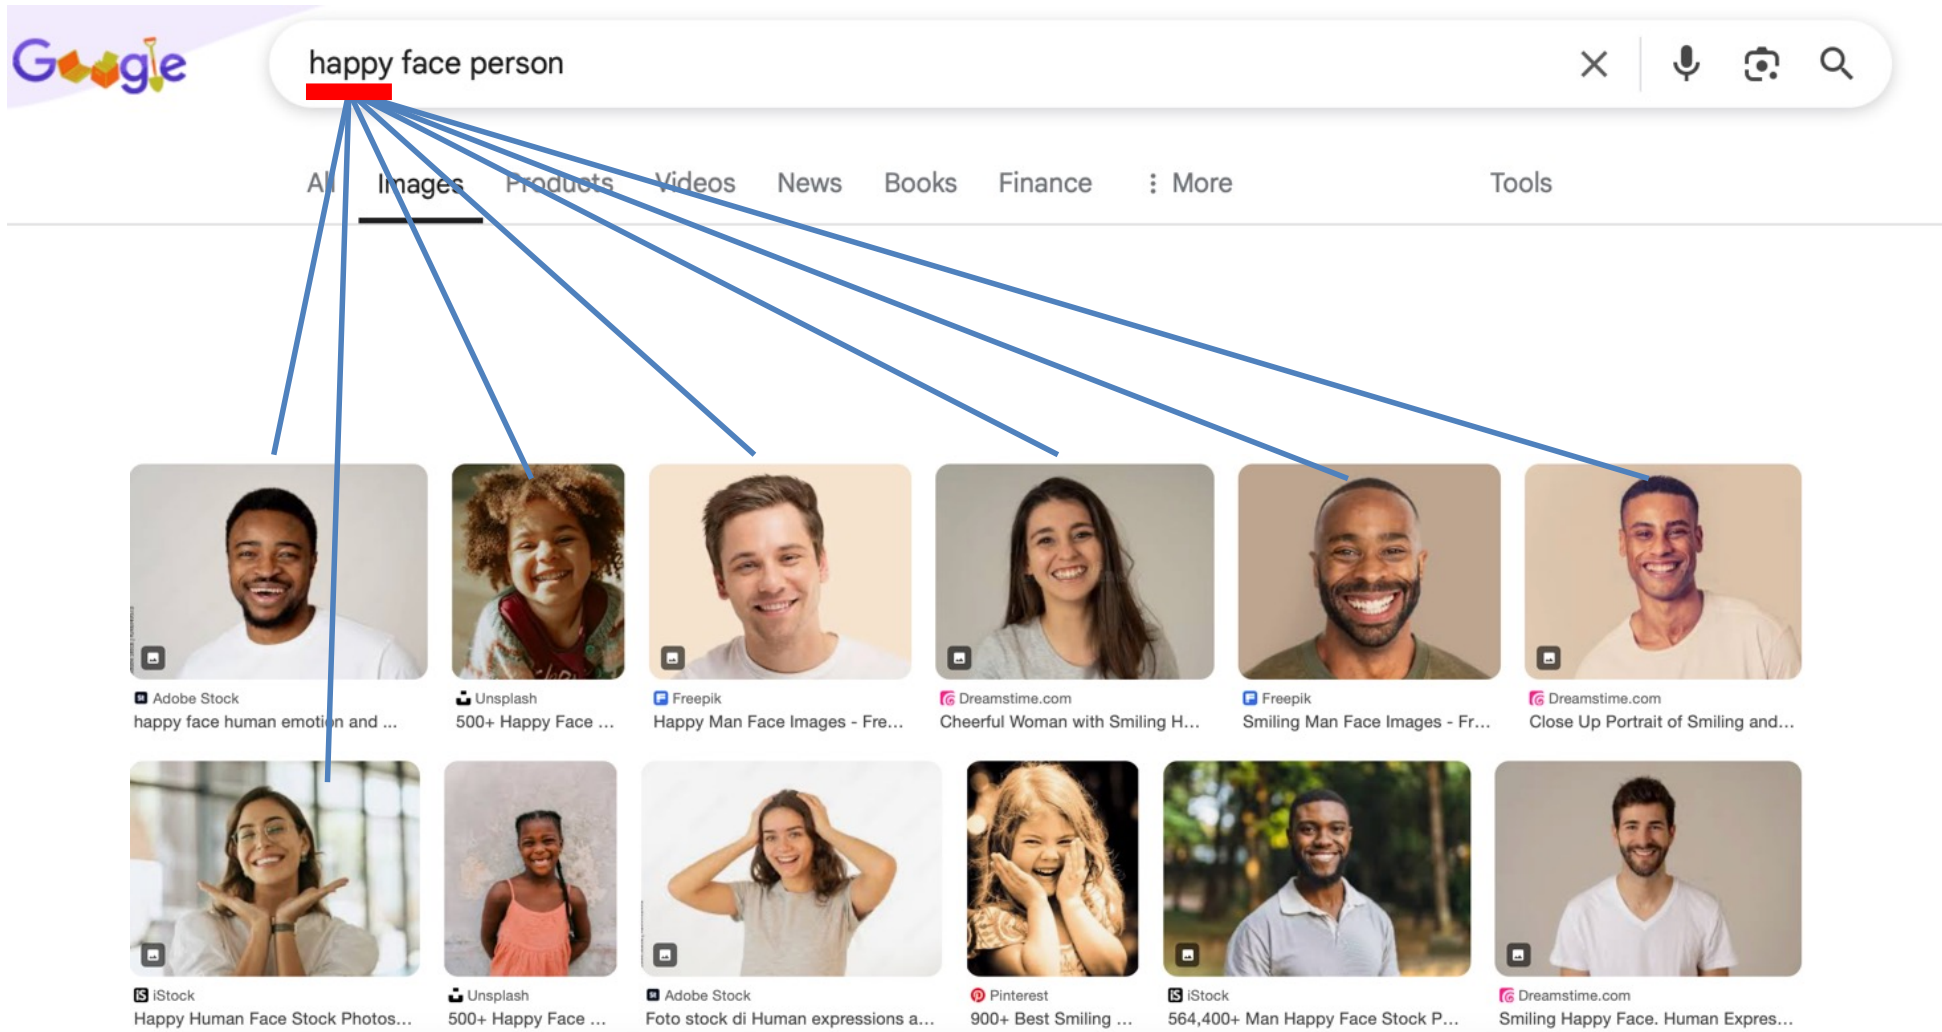 Google
happy face person
All Images Products Videos News Books Finance More Tools
Adobe Stock
happy face human emotion and ...
Unsplash
500+ Happy Face ...
Freepik
Happy Man Face Images - Fre...
Dreamstime.com
Cheerful Woman with Smiling H...
Freepik
Smiling Man Face Images - Fr...
Dreamstime.com
Close Up Portrait of Smiling and...
iStock
Happy Human Face Stock Photos...
Unsplash
500+ Happy Face ...
Adobe Stock
Foto stock di Human expressions a...
Pinterest
900+ Best Smiling ...
iStock
564,400+ Man Happy Face Stock P...
Dreamstime.com
Smiling Happy Face. Human Expres...